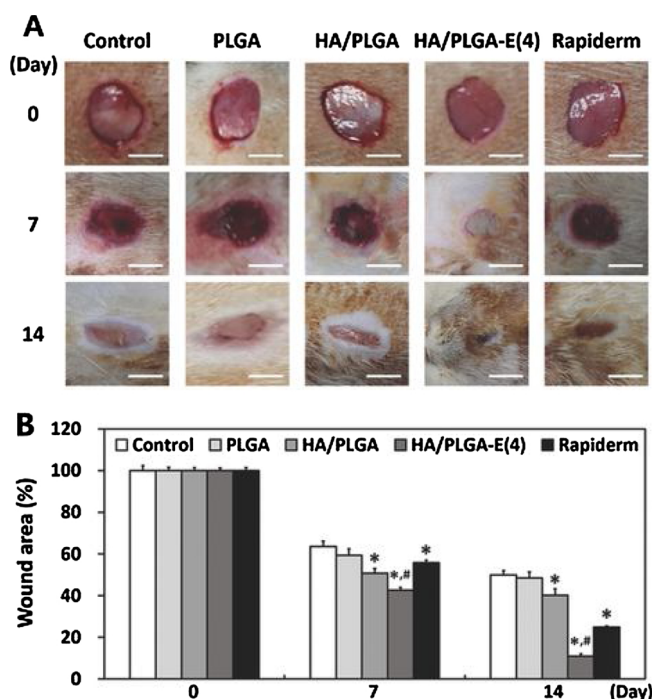 A
Control PLGA HA/PLGA HA/PLGA-E(4) Rapiderm
(Day)
0
7
14
B
120
Control PLGA HA/PLGA HA/PLGA-E(4) Rapiderm
100
80
60
40
20
0
Wound area (%)
* *,# *
* *,# *
0 7 14 (Day)